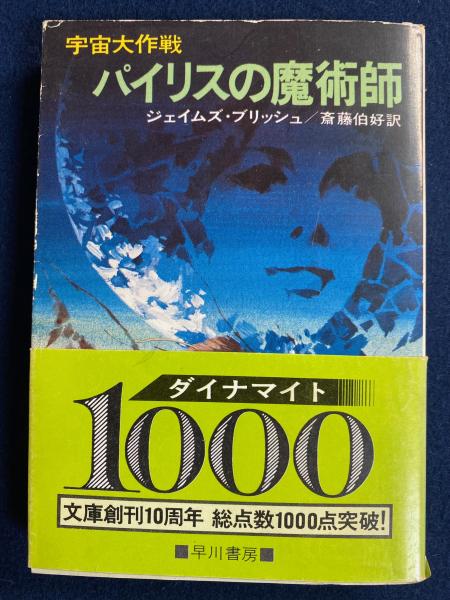 宇宙大作戦
パイリスの魔術師
ジェイムズ・ブリッシュ/斎藤伯好訳
ダイナマイト
1000
文庫創刊10周年 総点数1000点突破!
■早川書房■